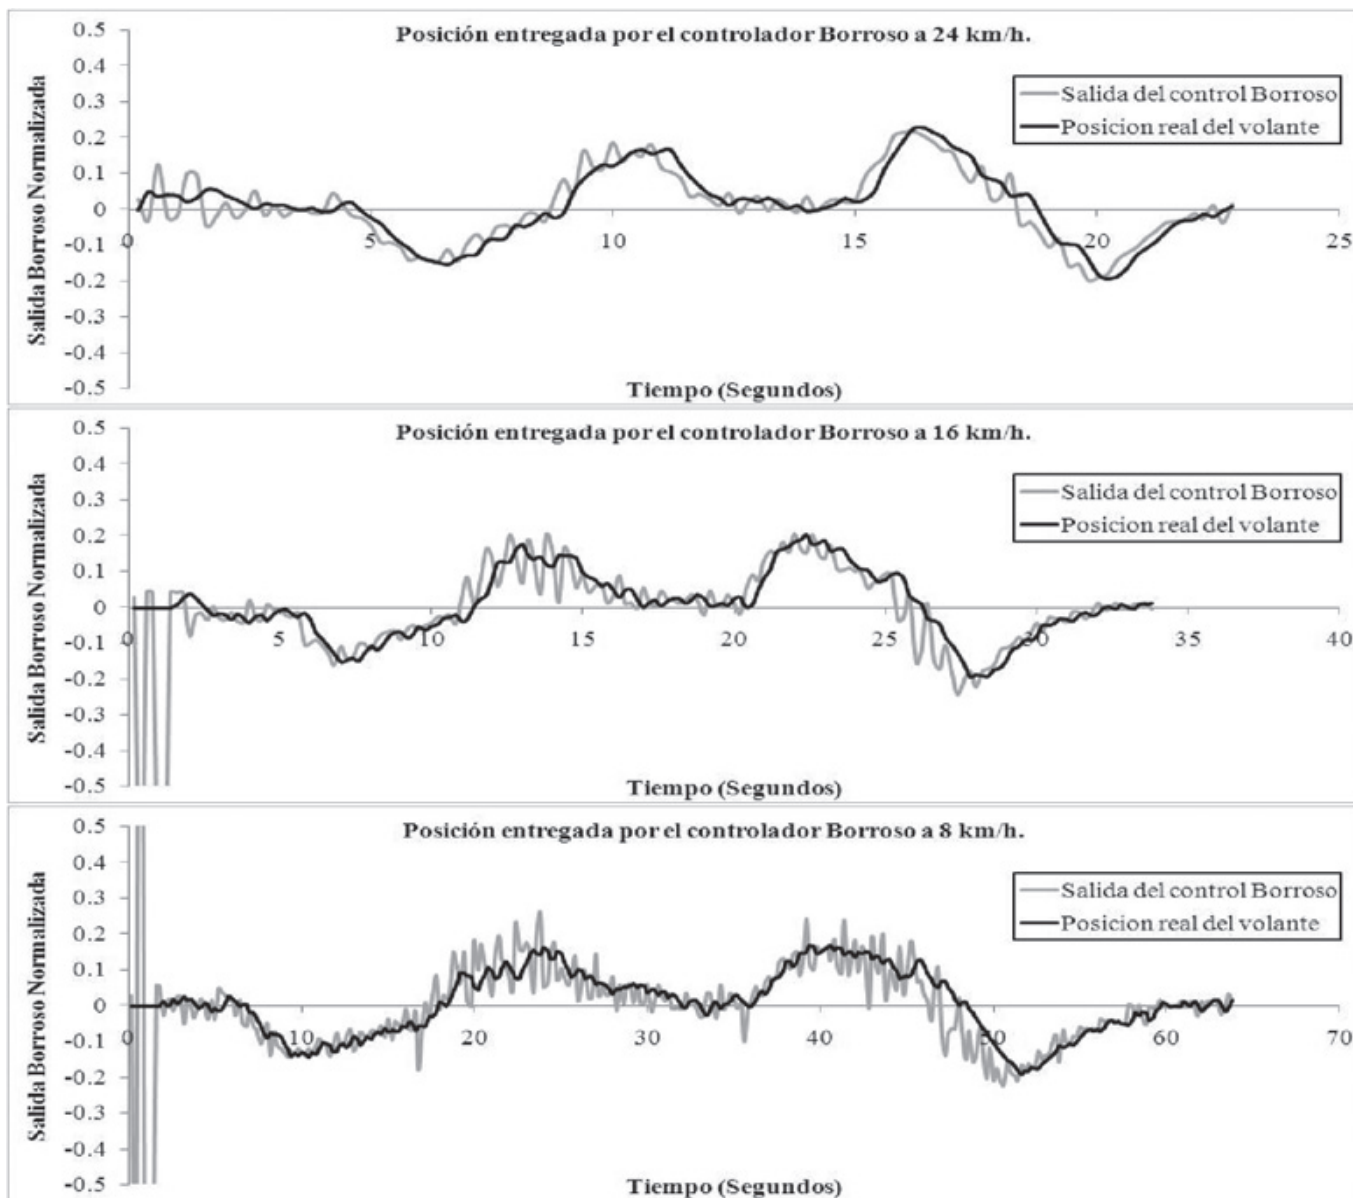 Posición entregada por el controlador Borroso a 24 km/h.
Salida Borroso Normalizada
0.5
0.4
0.3
0.2
0.1
0
-0.1
-0.2
-0.3
-0.4
-0.5
Salida del control Borroso
Posicion real del volante
0 5 10 15 20 25
Tiempo (Segundos)
Posición entregada por el controlador Borroso a 16 km/h.
Salida Borroso Normalizada
0.5
0.4
0.3
0.2
0.1
0
-0.1
-0.2
-0.3
-0.4
-0.5
Salida del control Borroso
Posicion real del volante
0 5 10 15 20 25 30 35 40
Tiempo (Segundos)
Posición entregada por el controlador Borroso a 8 km/h.
Salida Borroso Normalizada
0.5
0.4
0.3
0.2
0.1
0
-0.1
-0.2
-0.3
-0.4
-0.5
Salida del control Borroso
Posicion real del volante
0 10 20 30 40 50 60 70
Tiempo (Segundos)